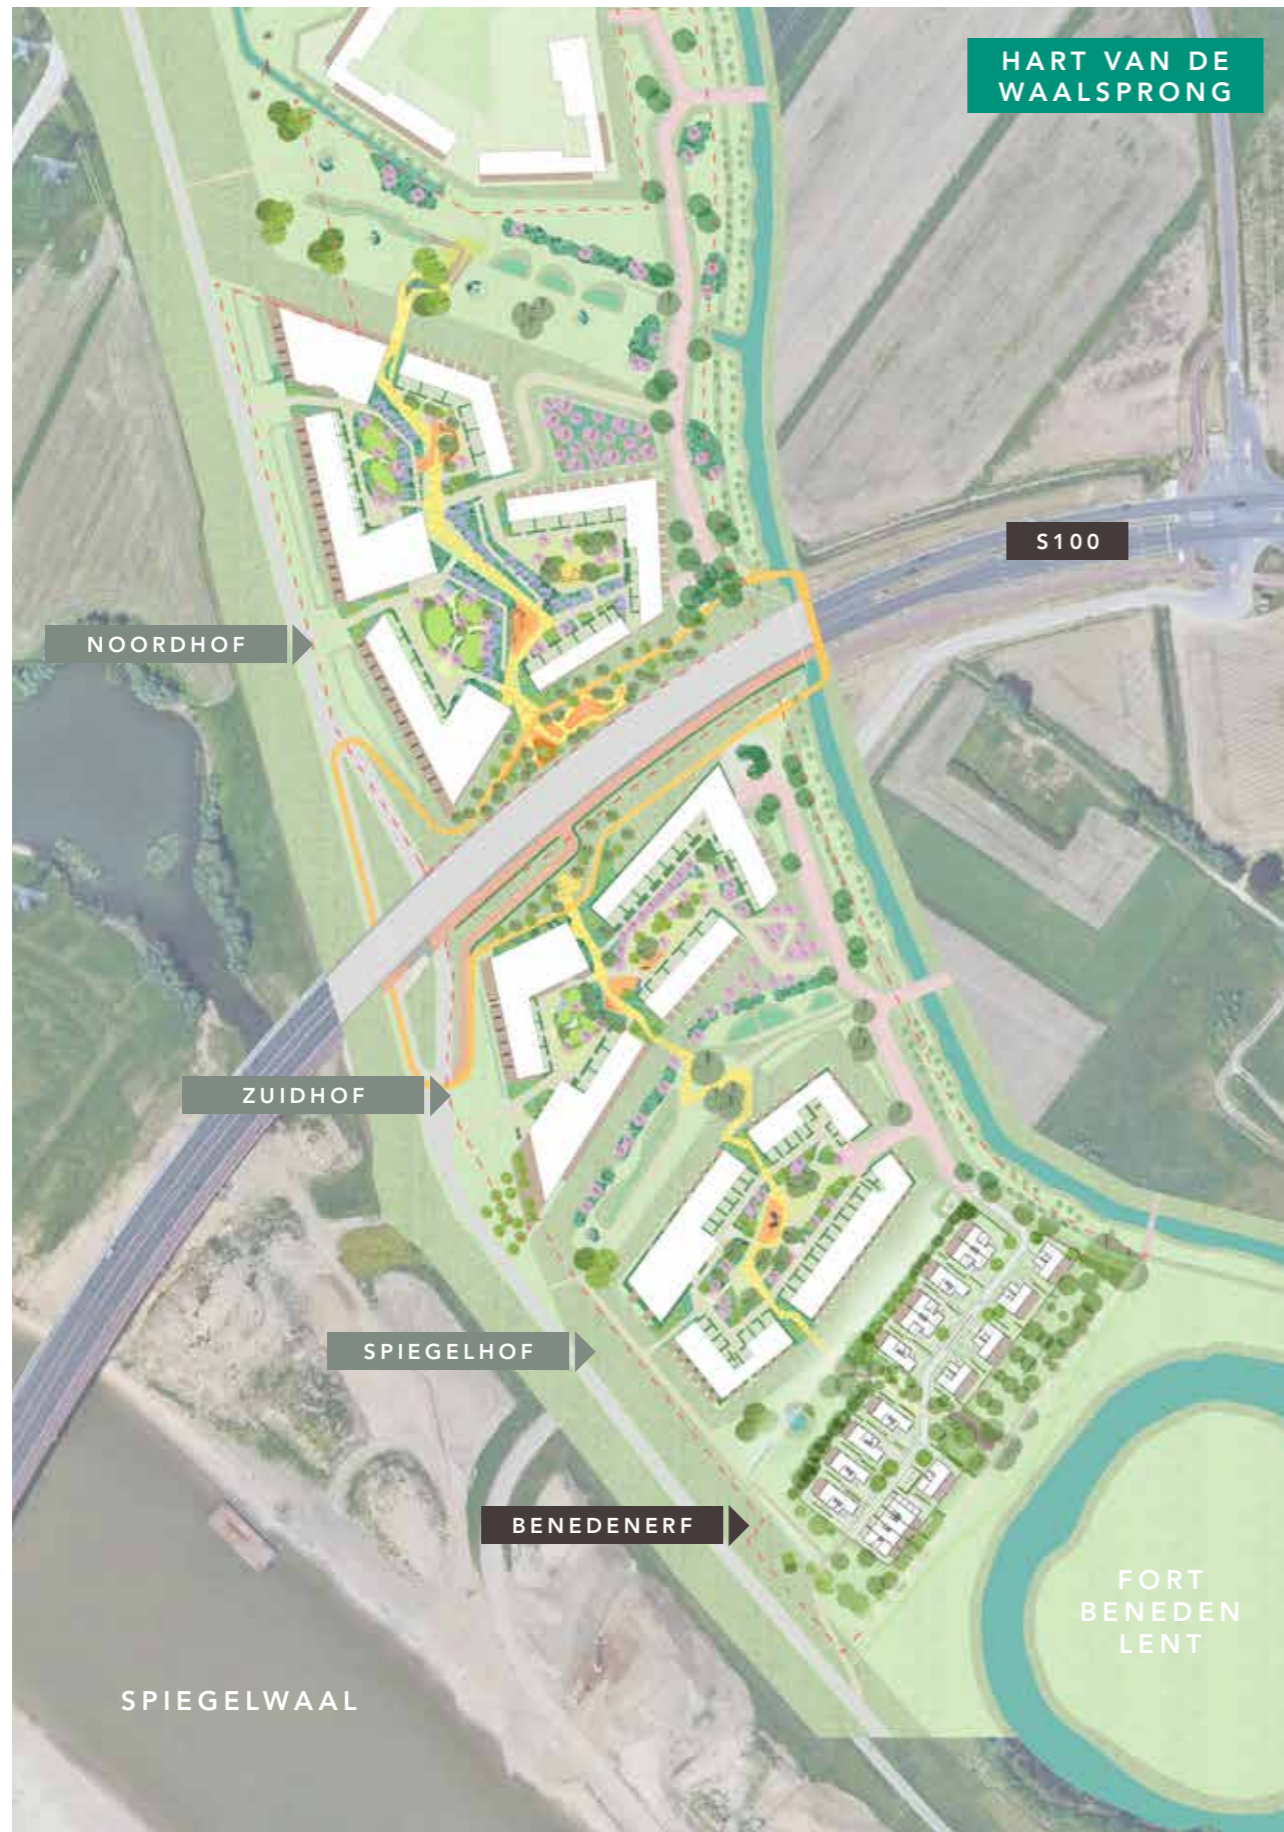 HART VAN DE
WAALSPRONG
S100
NOORDHOF
ZUIDHOF
SPIEGELHOF
BENEDENERF
FORT
BENEDEN
LENT
SPIEGELWAAL